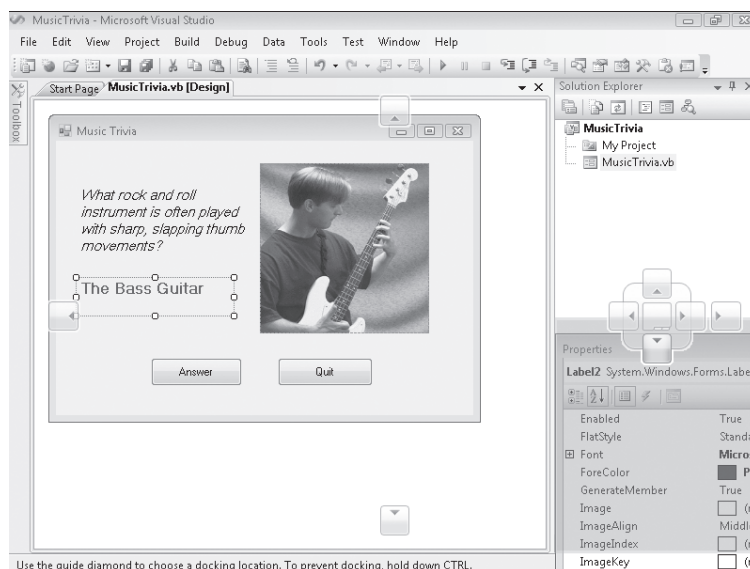 MusicTrivia - Microsoft Visual Studio
File Edit View Project Build Debug Data Tools Test Window Help
Toolbox
Start Page MusicTrivia.vb [Design]
Music Trivia
What rock and roll
instrument is often played
with sharp, slapping thumb
movements?
The Bass Guitar
Answer Quit
Solution Explorer
MusicTrivia
My Project
MusicTrivia.vb
Properties
Label2 System.Windows.Forms.Labe
Enabled True
FlatStyle Standa
Font Micro
ForeColor P
GenerateMember True
Image (
ImageAlign Middl
ImageIndex (
ImageKey (
Use the guide diamond to choose a docking location. To prevent docking, hold down CTRL.